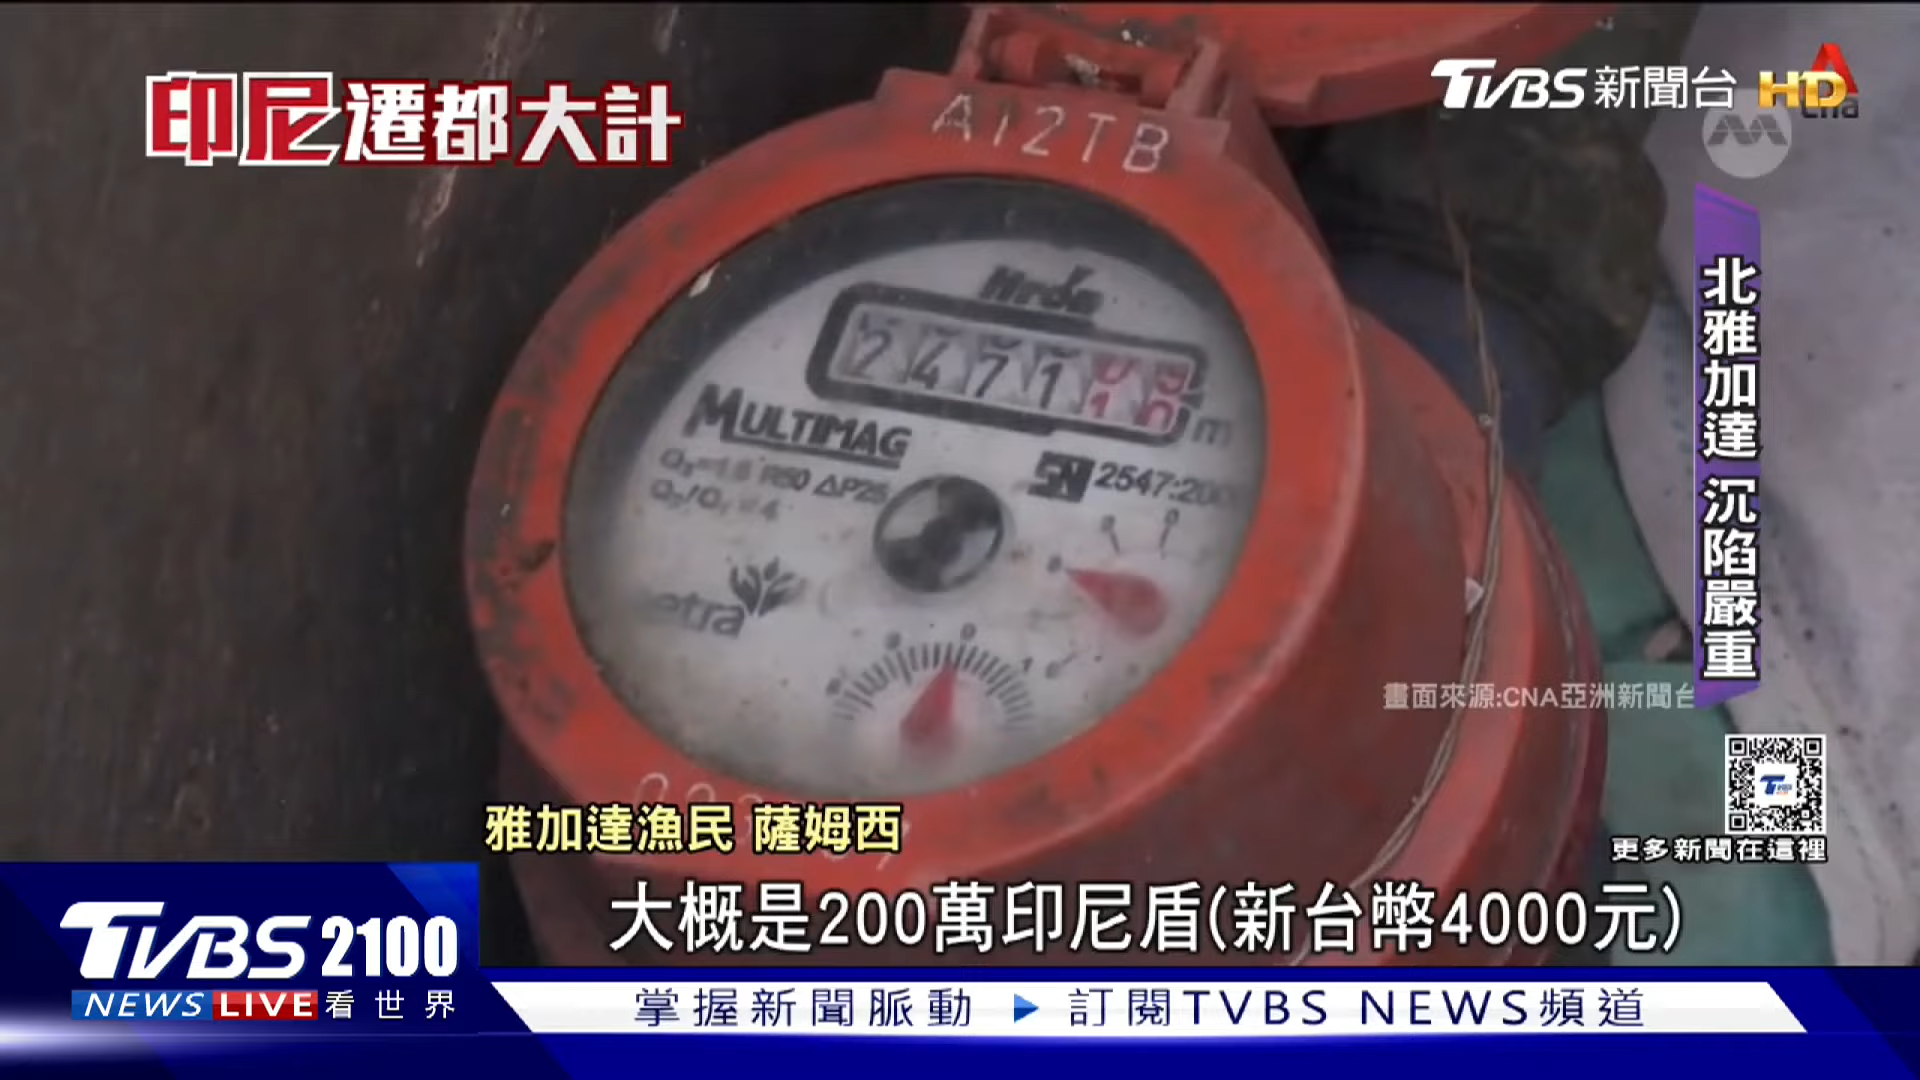 印尼遷都大計
TVBS新聞台 HD
cna
A12TB
北雅加達 沉陷嚴重
2471
MULTIMAG
2547:200
畫面來源:CNA亞洲新聞台
更多新聞在這裡
雅加達漁民 薩姆西
大概是200萬印尼盾(新台幣4000元)
TVBS 2100
NEWS LIVE 看世界
掌握新聞脈動 ▶ 訂閱TVBS NEWS頻道